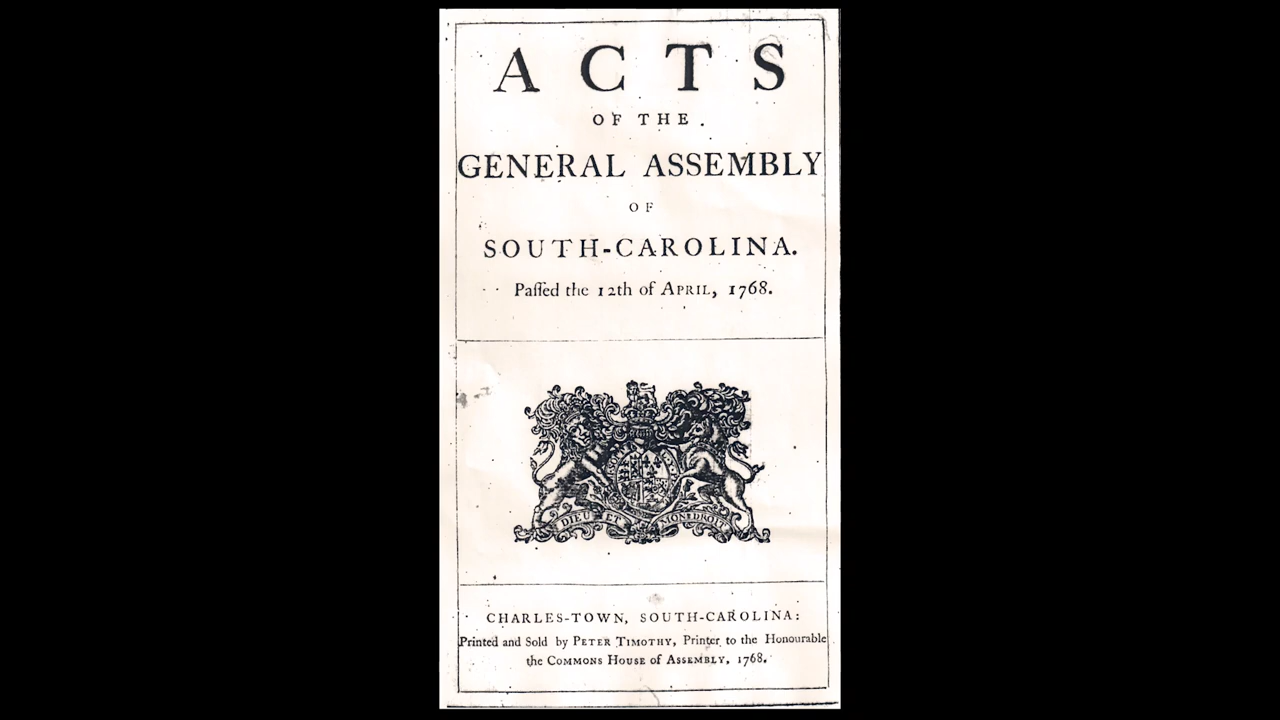 ACTS
OF THE
GENERAL ASSEMBLY
OF
SOUTH-CAROLINA.
Paſſed the 12th of APRIL, 1768.
DIEU ET MON DROIT
CHARLES-TOWN, SOUTH-CAROLINA:
Printed and Sold by PETER TIMOTHY, Printer to the Honourable
the COMMONS HOUSE of ASSEMBLY, 1768.